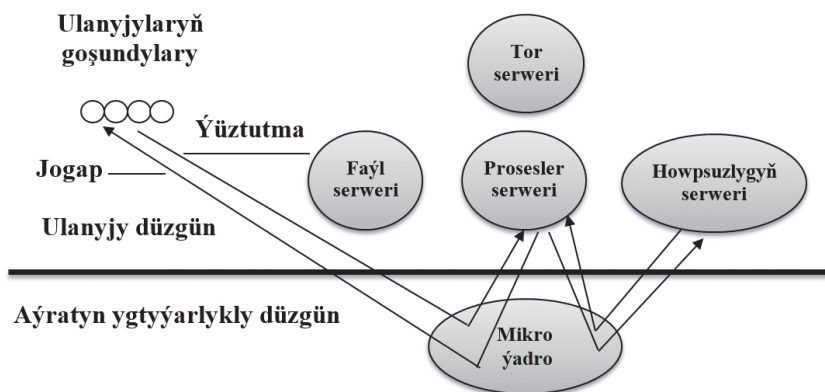 Ulanyjylaryň
goşundylary
Tor
serweri
Ýüztutma
Jogap
Faýl
serweri
Prosesler
serweri
Howpsuzlygyň
serweri
Ulanyjy düzgün
Aýratyn ygtyýarlykly düzgün
Mikro
ýadro